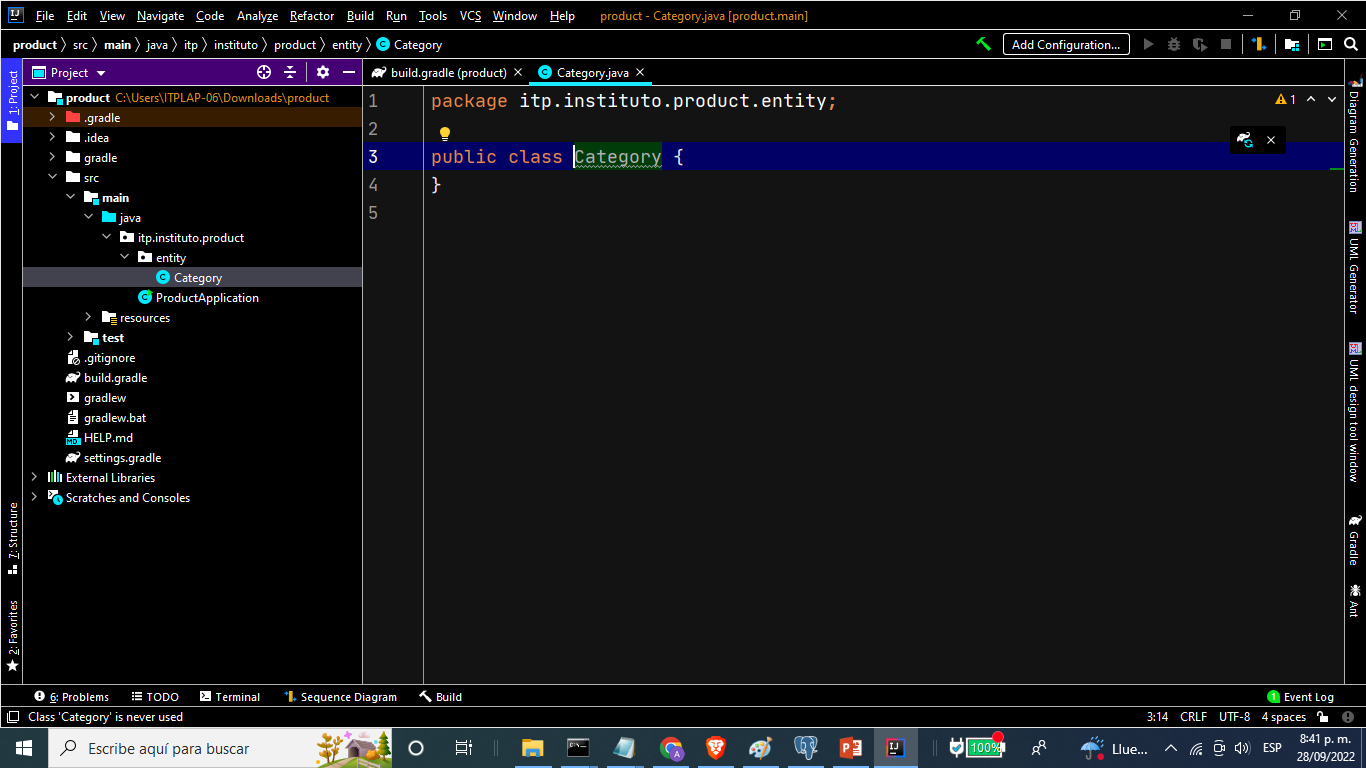 File Edit View Navigate Code Analyze Refactor Build Run Tools VCS Window Help product - Category.java [product.main]
product src main java itp instituto product entity Category Add Configuration...
1: Project
Project
build.gradle (product) Category.java
product C:\Users\ITPLAP-06\Downloads\product
.gradle
.idea
gradle
src
main
java
itp.instituto.product
entity
Category
ProductApplication
resources
test
.gitignore
build.gradle
gradlew
gradlew.bat
HELP.md
settings.gradle
External Libraries
Scratches and Consoles
7: Structure
2: Favorites
1 package itp.instituto.product.entity;
2
3 public class Category {
4 }
5
1
Diagram Generation
UML Generator
UML design tool window
Gradle
Ant
6: Problems TODO Terminal Sequence Diagram Build 1 Event Log
Class 'Category' is never used 3:14 CRLF UTF-8 4 spaces
Escribe aquí para buscar 100% Llue... ESP 8:41 p. m.
28/09/2022